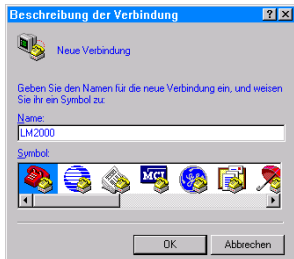 Beschreibung der Verbindung
Neue Verbindung
Geben Sie den Namen für die neue Verbindung ein, und weisen
Sie ihr ein Symbol zu:
Name:
LM2000
Symbol:
MCI
OK Abbrechen